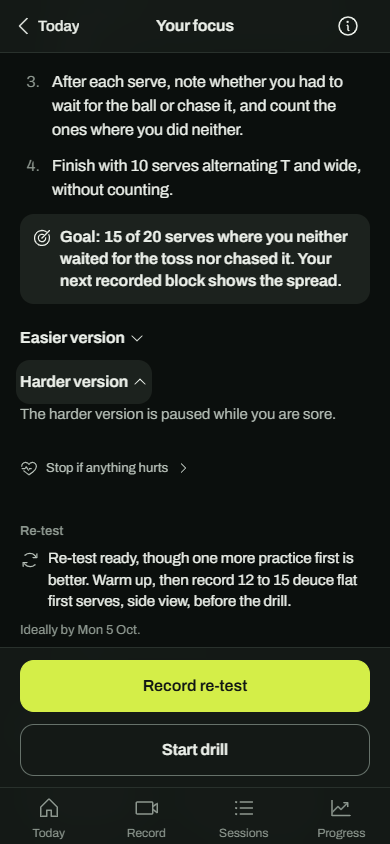 Today
Your focus
3. After each serve, note whether you had to
wait for the ball or chase it, and count the
ones where you did neither.
4. Finish with 10 serves alternating T and wide,
without counting.
Goal: 15 of 20 serves where you neither
waited for the toss nor chased it. Your
next recorded block shows the spread.
Easier version
Harder version
The harder version is paused while you are sore.
Stop if anything hurts
Re-test
Re-test ready, though one more practice first is
better. Warm up, then record 12 to 15 deuce flat
first serves, side view, before the drill.
Ideally by Mon 5 Oct.
Record re-test
Start drill
Today
Record
Sessions
Progress